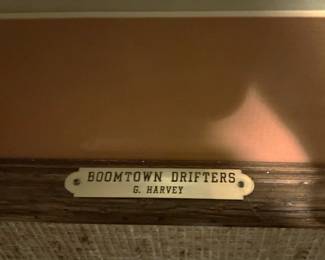 BOOMTOWN DRIFTERS
G. HARVEY